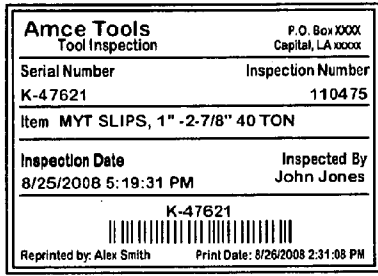 Amce Tools P.O. Box XXXX
Tool Inspection Capital, LA xxxxx
Serial Number Inspection Number
K-47621 110475
Item MYT SLIPS, 1" -2-7/8" 40 TON
Inspection Date Inspected By
8/25/2008 5:19:31 PM John Jones
K-47621
Reprinted by: Alex Smith Print Date: 8/26/2008 2:31:08 PM